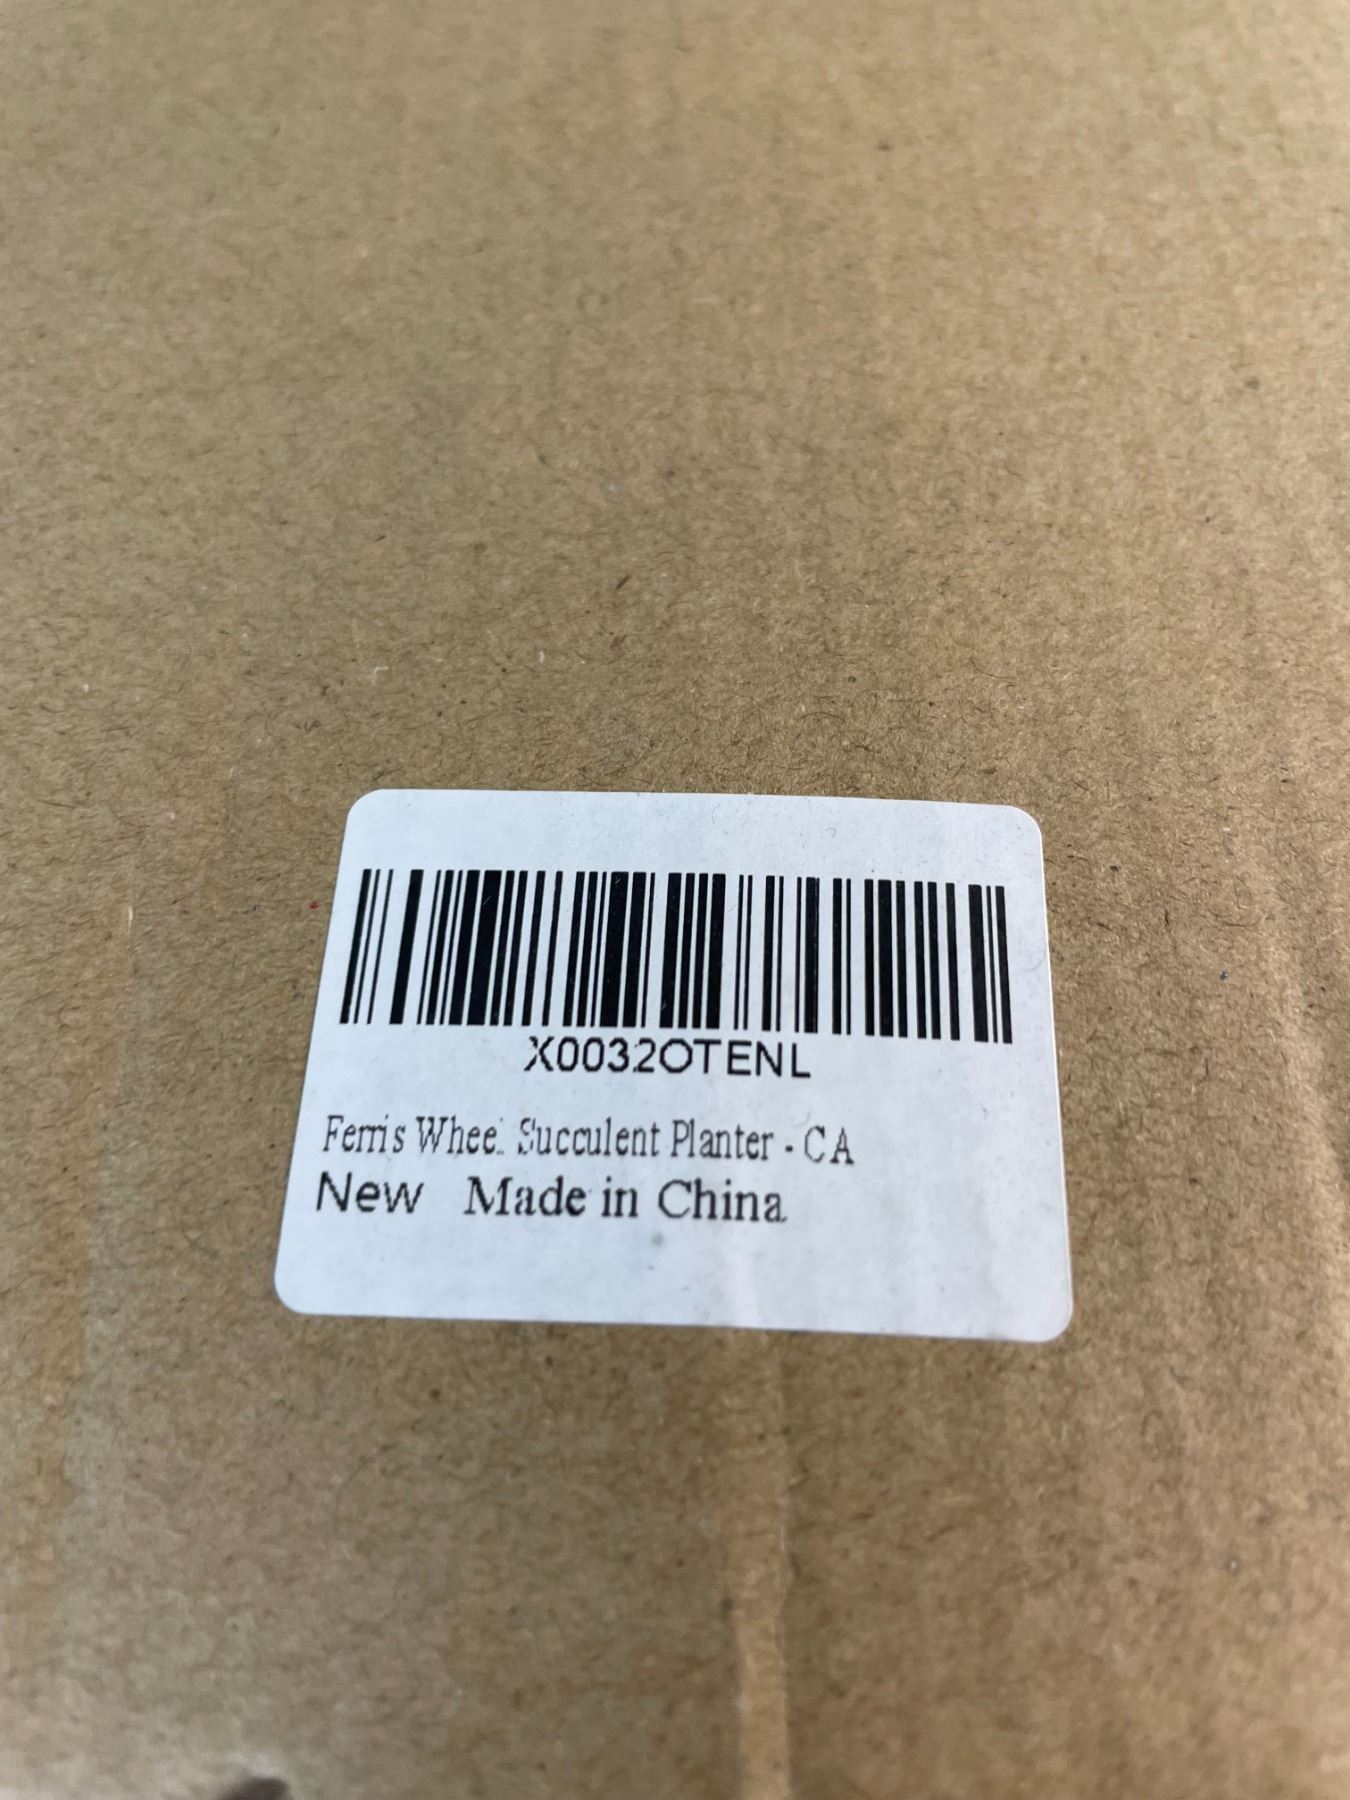 X0032OTENL
Ferris Wheel Succulent Planter - CA
New Made in China